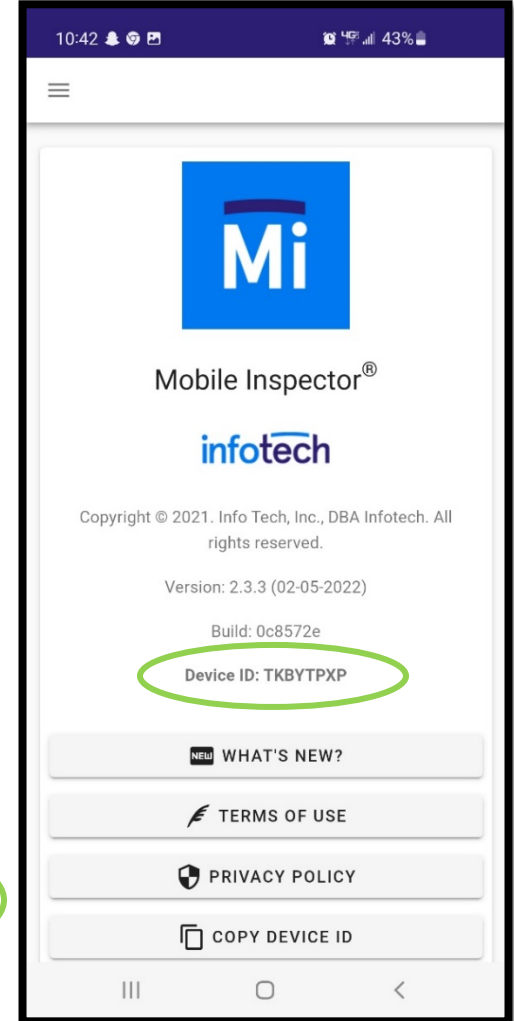 10:42 4G 43%
Mi
Mobile Inspector®
infotech
Copyright © 2021. Info Tech, Inc., DBA Infotech. All
rights reserved.
Version: 2.3.3 (02-05-2022)
Build: 0c8572e
Device ID: TKBYTPXP
NEW WHAT'S NEW?
TERMS OF USE
PRIVACY POLICY
COPY DEVICE ID